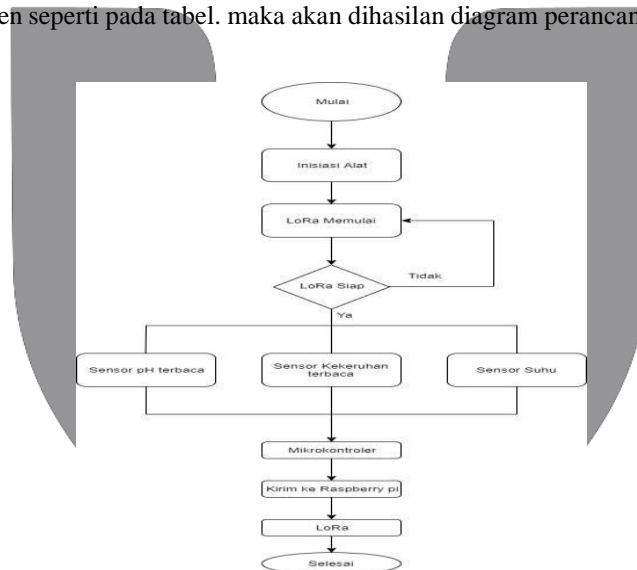 en seperti pada tabel. maka akan dihasilan diagram perancan
Mulai
Inisiasi Alat
LoRa Memulai
LoRa Siap
Tidak
Ya
Sensor pH terbaca
Sensor Kekeruhan
terbaca
Sensor Suhu
Mikrokontroler
Kirim ke Raspberry pi
LoRa
Selesai